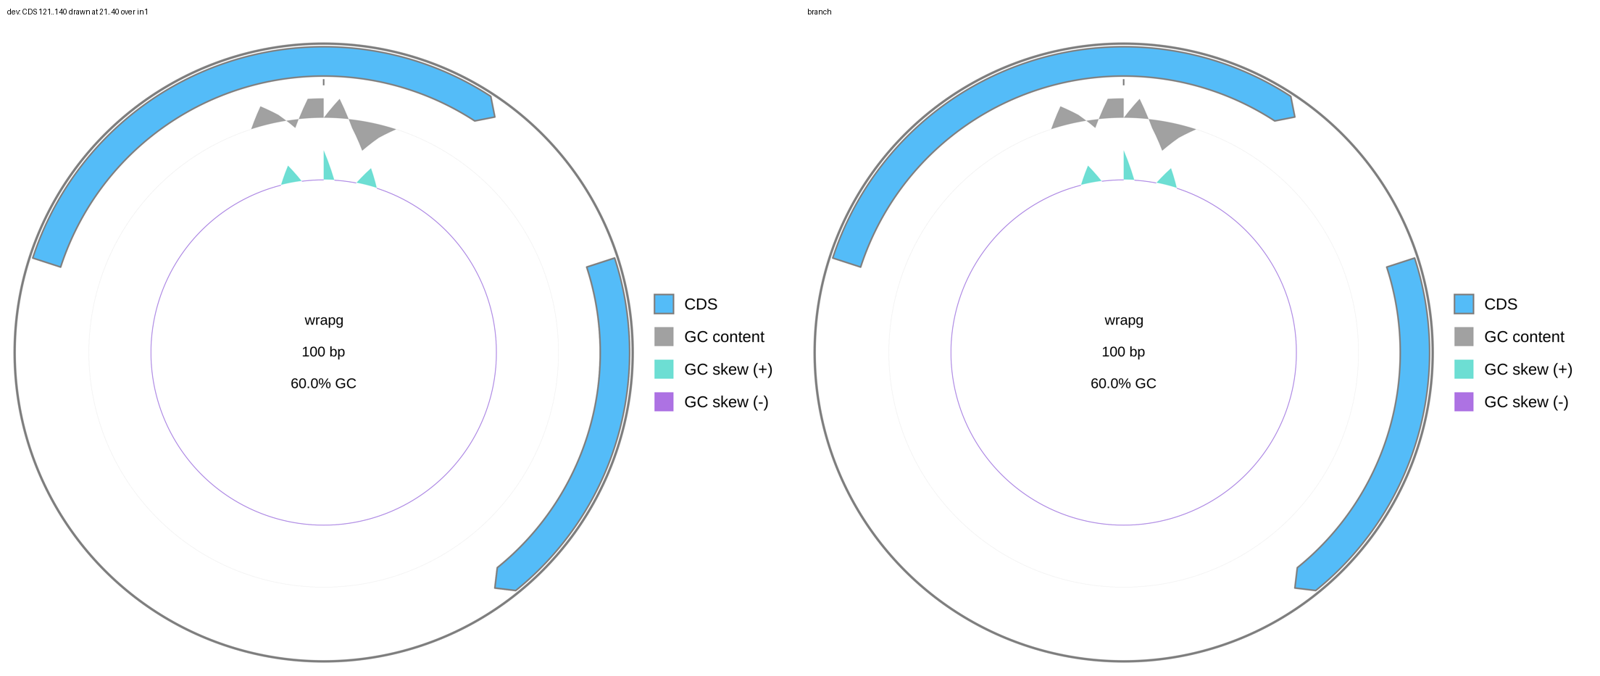 dev: CDS 121..140 drawn at 21..40 over in1
branch
wrapg
100 bp
60.0% GC
CDS
GC content
GC skew (+)
GC skew (-)
wrapg
100 bp
60.0% GC
CDS
GC content
GC skew (+)
GC skew (-)